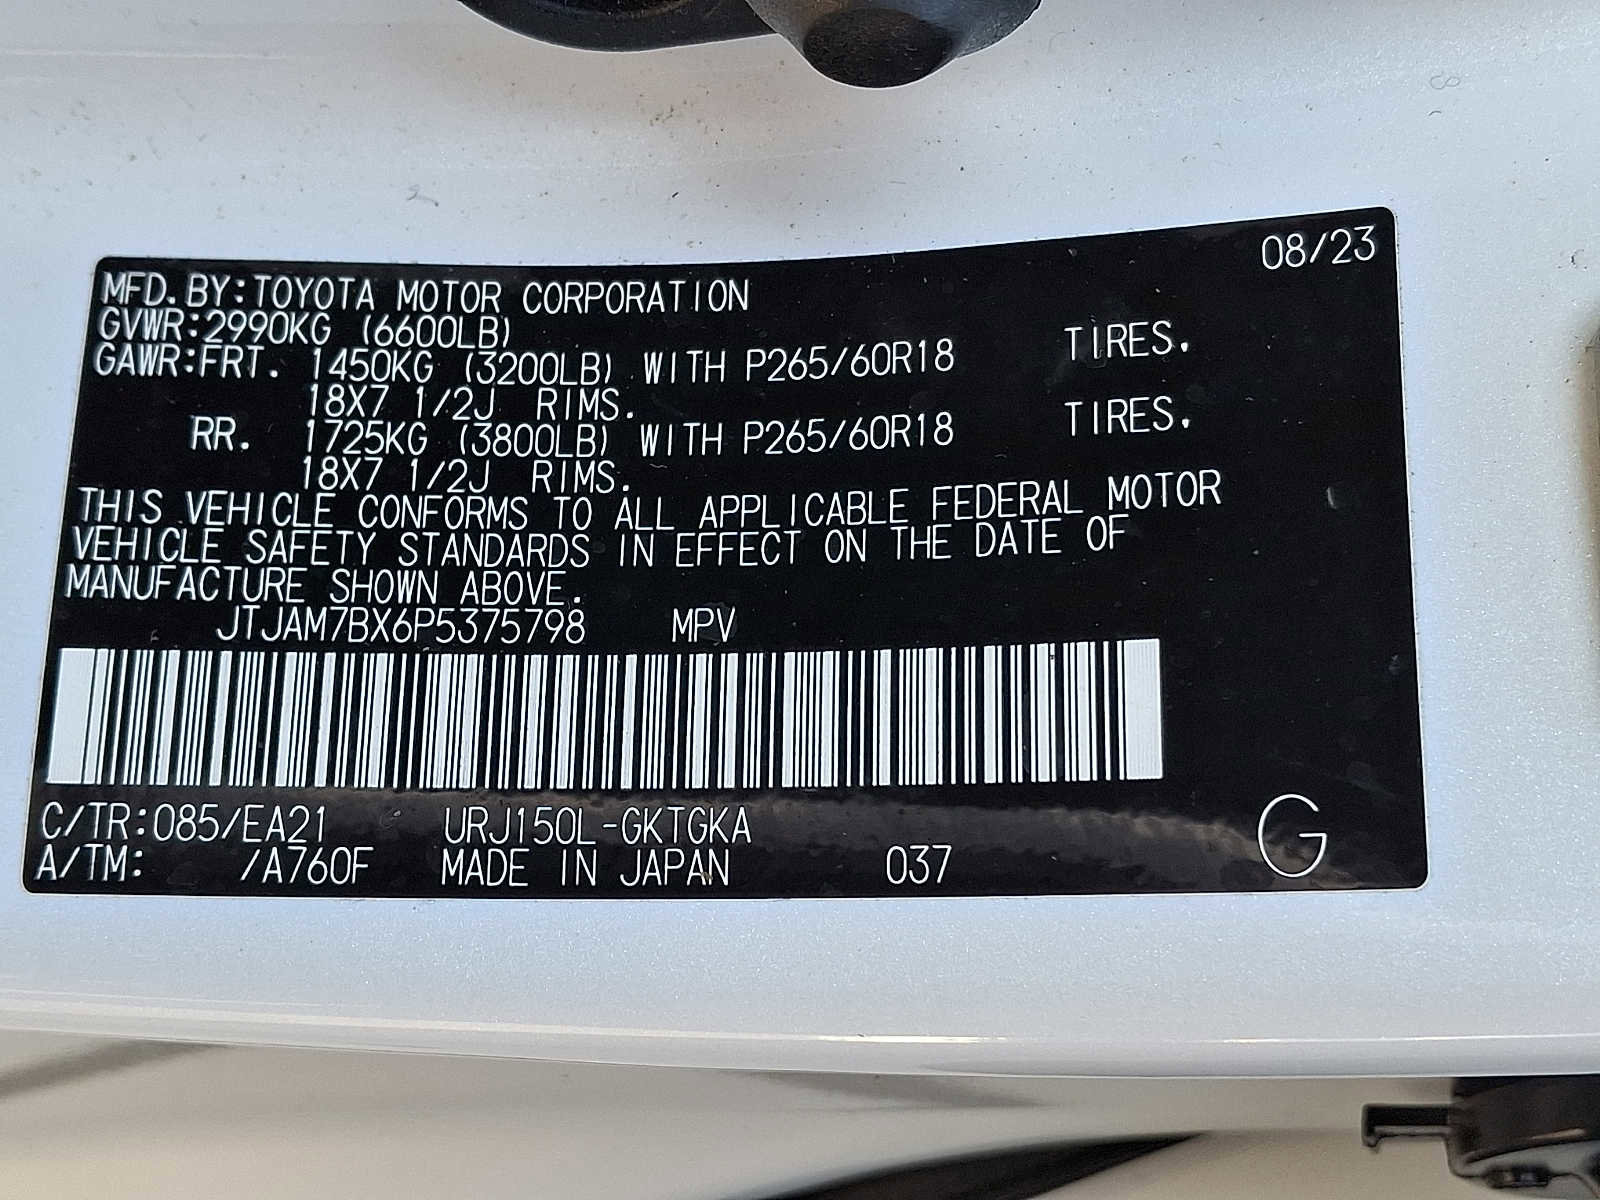 08/23
MFD. BY: TOYOTA MOTOR CORPORATION
GVWR: 2990KG (6600LB)
GAWR: FRT. 1450KG (3200LB) WITH P265/60R18 TIRES.
18X7 1/2J RIMS.
RR. 1725KG (3800LB) WITH P265/60R18 TIRES.
18X7 1/2J RIMS.
THIS VEHICLE CONFORMS TO ALL APPLICABLE FEDERAL MOTOR
VEHICLE SAFETY STANDARDS IN EFFECT ON THE DATE OF
MANUFACTURE SHOWN ABOVE.
JTJAM7BX6P5375798 MPV
C/TR: 085/EA21 URJ150L-GKTGKA
A/TM: /A760F MADE IN JAPAN 037 G